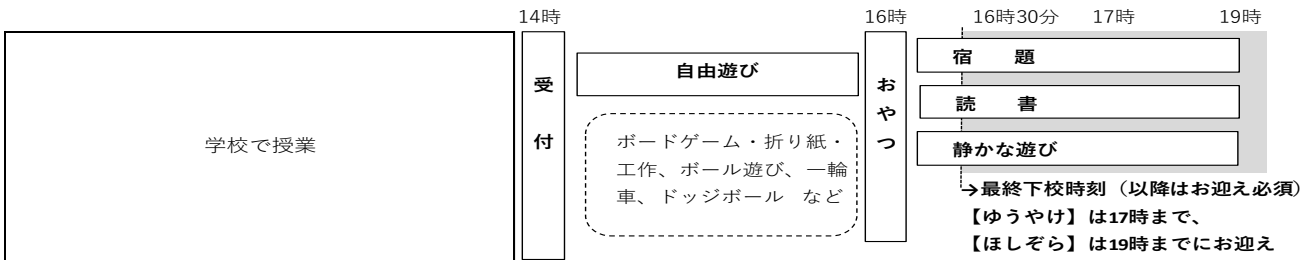 14時
16時
16時30分
17時
19時
学校で授業
受付
自由遊び
ボードゲーム・折り紙・
工作、ボール遊び、一輪
車、ドッジボール　など
おやつ
宿　題
読　書
静かな遊び
→最終下校時刻（以降はお迎え必須）
【ゆうやけ】は17時まで、
【ほしぞら】は19時までにお迎え